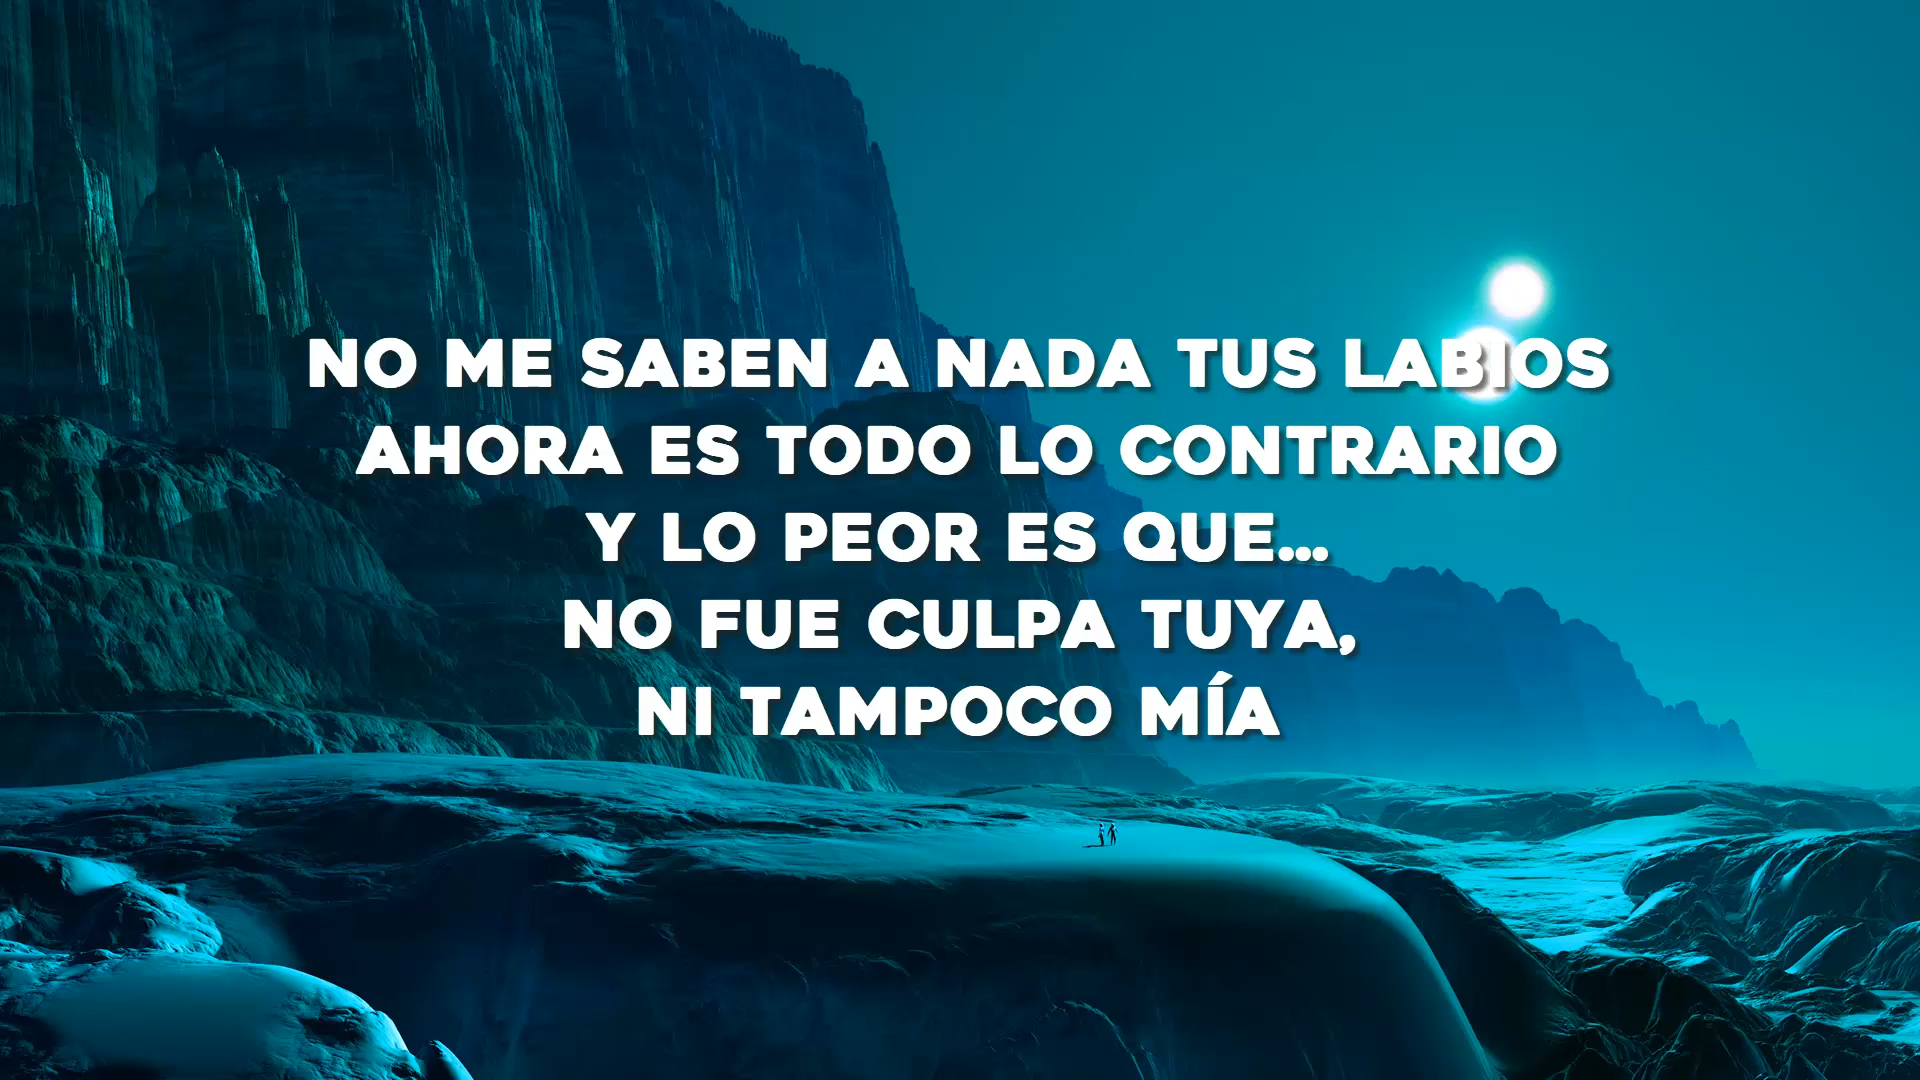 NO ME SABEN A NADA TUS LABIOS
AHORA ES TODO LO CONTRARIO
Y LO PEOR ES QUE...
NO FUE CULPA TUYA,
NI TAMPOCO MÍA